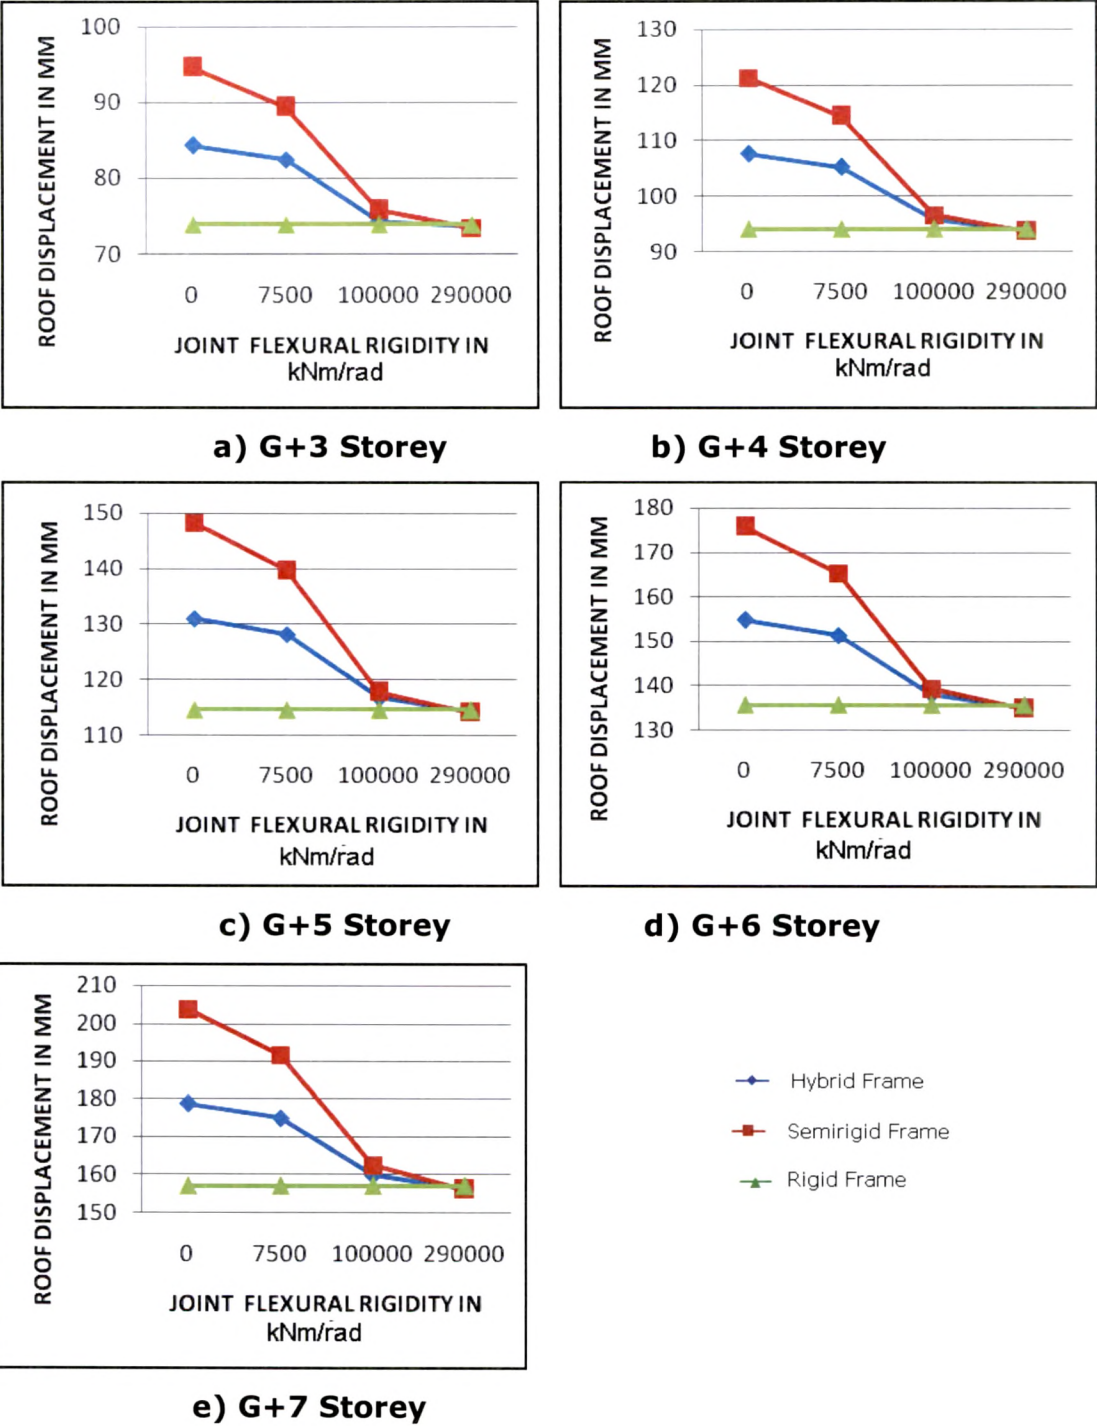 ROOF DISPLACEMENT IN MM
100
90
80
70
0 7500 100000 290000
JOINT FLEXURAL RIGIDITY IN
kNm/rad
a) G+3 Storey
ROOF DISPLACEMENT IN MM
130
120
110
100
90
0 7500 100000 290000
JOINT FLEXURAL RIGIDITY IN
kNm/rad
b) G+4 Storey
ROOF DISPLACEMENT IN MM
150
140
130
120
110
0 7500 100000 290000
JOINT FLEXURAL RIGIDITY IN
kNm/rad
c) G+5 Storey
ROOF DISPLACEMENT IN MM
180
170
160
150
140
130
0 7500 100000 290000
JOINT FLEXURAL RIGIDITY IN
kNm/rad
d) G+6 Storey
ROOF DISPLACEMENT IN MM
210
200
190
180
170
160
150
0 7500 100000 290000
JOINT FLEXURAL RIGIDITY IN
kNm/rad
e) G+7 Storey
Hybrid Frame
Semirigid Frame
Rigid Frame